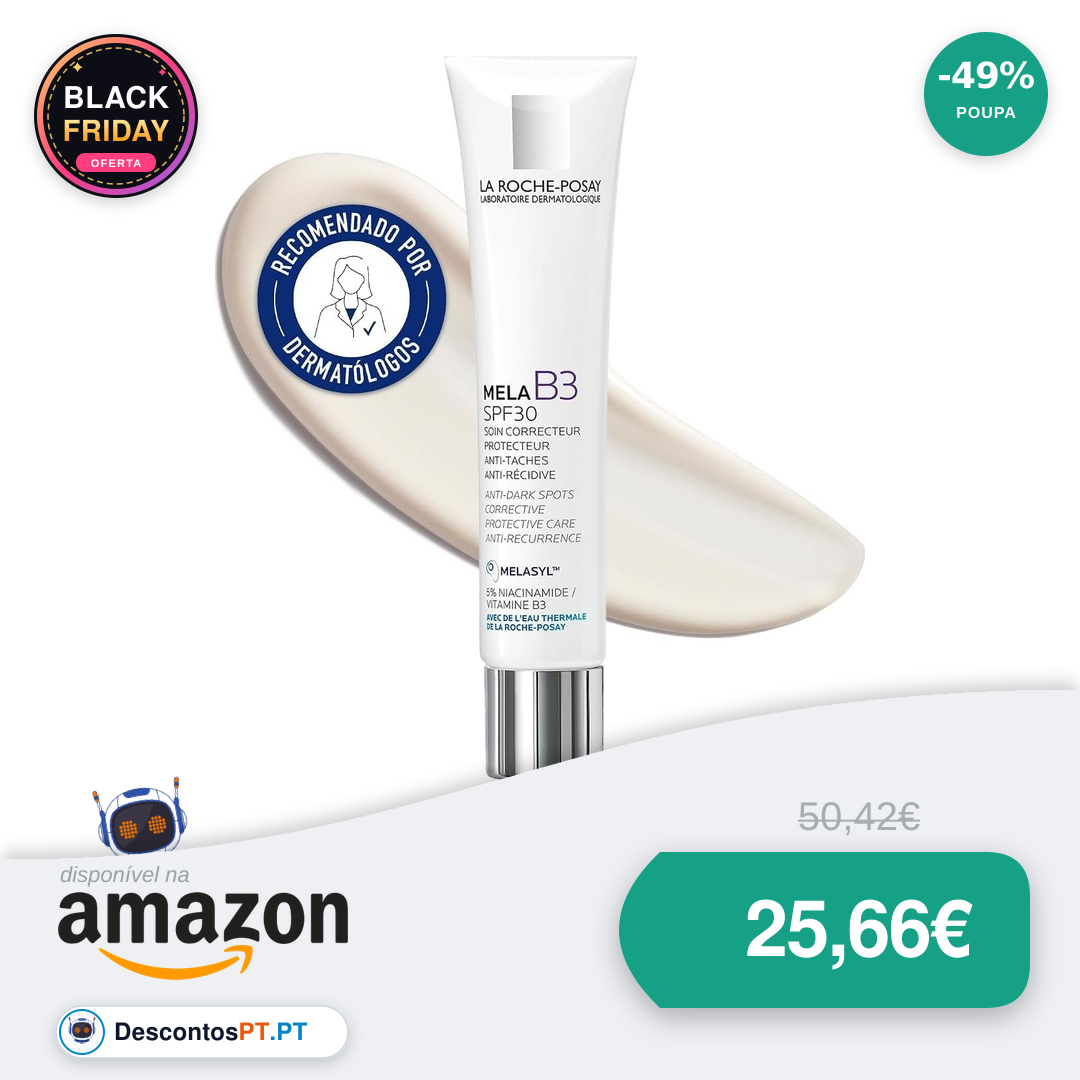 BLACK
FRIDAY
OFERTA
-49%
POUPA
RECOMENDADO POR
DERMATÓLOGOS
LA ROCHE-POSAY
LABORATOIRE DERMATOLOGIQUE
MELA B3
SPF30
SOIN CORRECTEUR
PROTECTEUR
ANTI-TACHES
ANTI-RÉCIDIVE
ANTI-DARK SPOTS
CORRECTIVE
PROTECTIVE CARE
ANTI-RECURRENCE
MELASYL™
5% NIACINAMIDE /
VITAMINE B3
AVEC DE L'EAU THERMALE
DE LA ROCHE-POSAY
50,42€
25,66€
disponível na
amazon
DescontosPT.PT